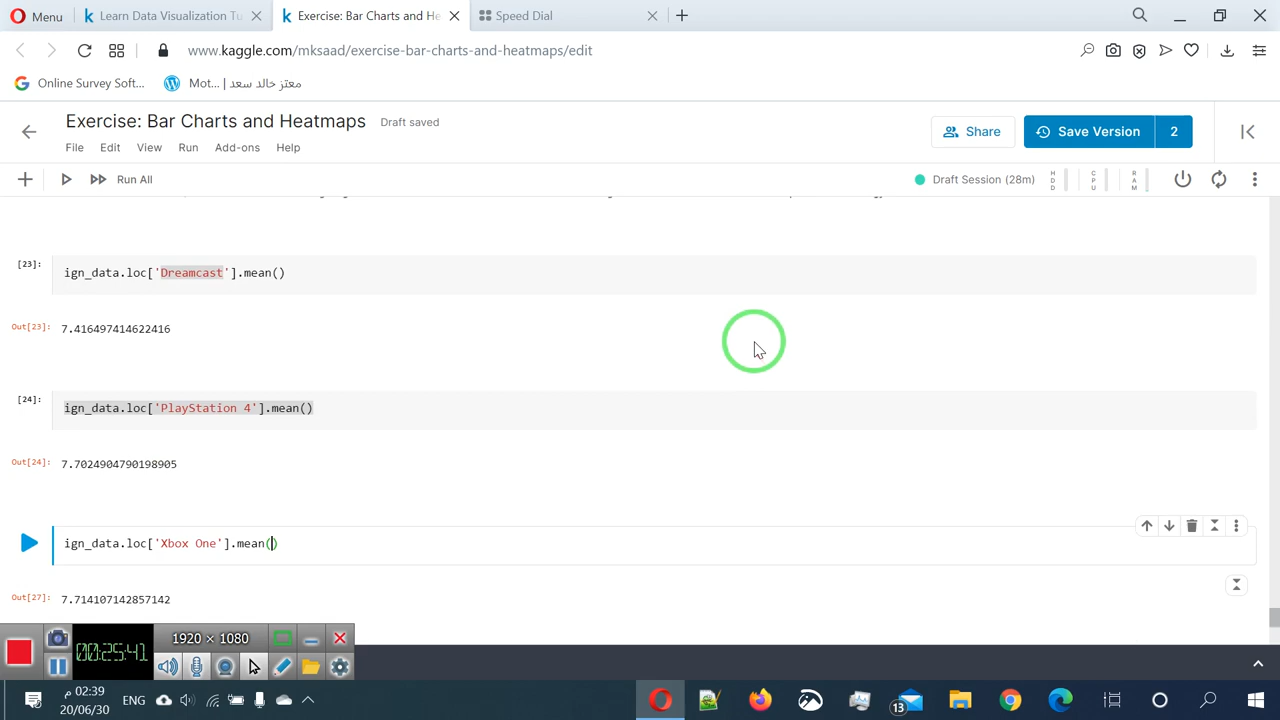 Menu
Learn Data Visualization Tu
Exercise: Bar Charts and He
Speed Dial
www.kaggle.com/mksaad/exercise-bar-charts-and-heatmaps/edit
Online Survey Soft...
Mot... | معتز خالد سعد
Exercise: Bar Charts and Heatmaps
Draft saved
Share
Save Version
2
File Edit View Run Add-ons Help
Run All
Draft Session (28m)
HDD
CPU
RAM
[23]:
ign_data.loc['Dreamcast'].mean()
Out[23]:
7.416497414622416
[24]:
ign_data.loc['PlayStation 4'].mean()
Out[24]:
7.7024904790198905
ign_data.loc['Xbox One'].mean()
Out[27]:
7.714107142857142
00:25:41
1920 × 1080
02:39 م
20/06/30
ENG
13